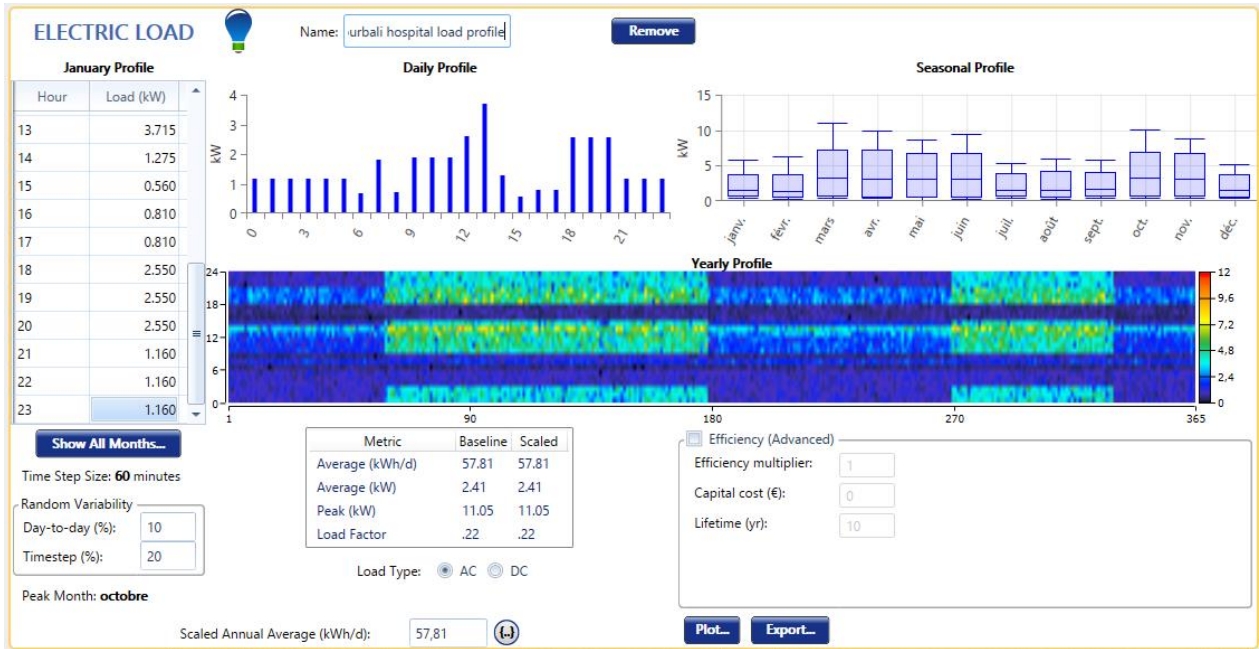 ELECTRIC LOAD
Name: urbali hospital load profile
Remove
January Profile
Hour Load (kW)
13 3.715
14 1.275
15 0.560
16 0.810
17 0.810
18 2.550
19 2.550
20 2.550
21 1.160
22 1.160
23 1.160
Show All Months...
Time Step Size: 60 minutes
Random Variability
Day-to-day (%): 10
Timestep (%): 20
Peak Month: octobre
Daily Profile
kW
4
3
2
1
0
0 3 6 9 12 15 18 21
Seasonal Profile
kW
15
10
5
0
janv. févr. mars avr. mai juin juil. août sept. oct. nov. déc.
Yearly Profile
24
18
12
6
0
1 90 180 270 365
12
9,6
7,2
4,8
2,4
0
Metric Baseline Scaled
Average (kWh/d) 57.81 57.81
Average (kW) 2.41 2.41
Peak (kW) 11.05 11.05
Load Factor .22 .22
Load Type: AC DC
Scaled Annual Average (kWh/d): 57,81 {..}
Efficiency (Advanced)
Efficiency multiplier: 1
Capital cost (€): 0
Lifetime (yr): 10
Plot... Export...